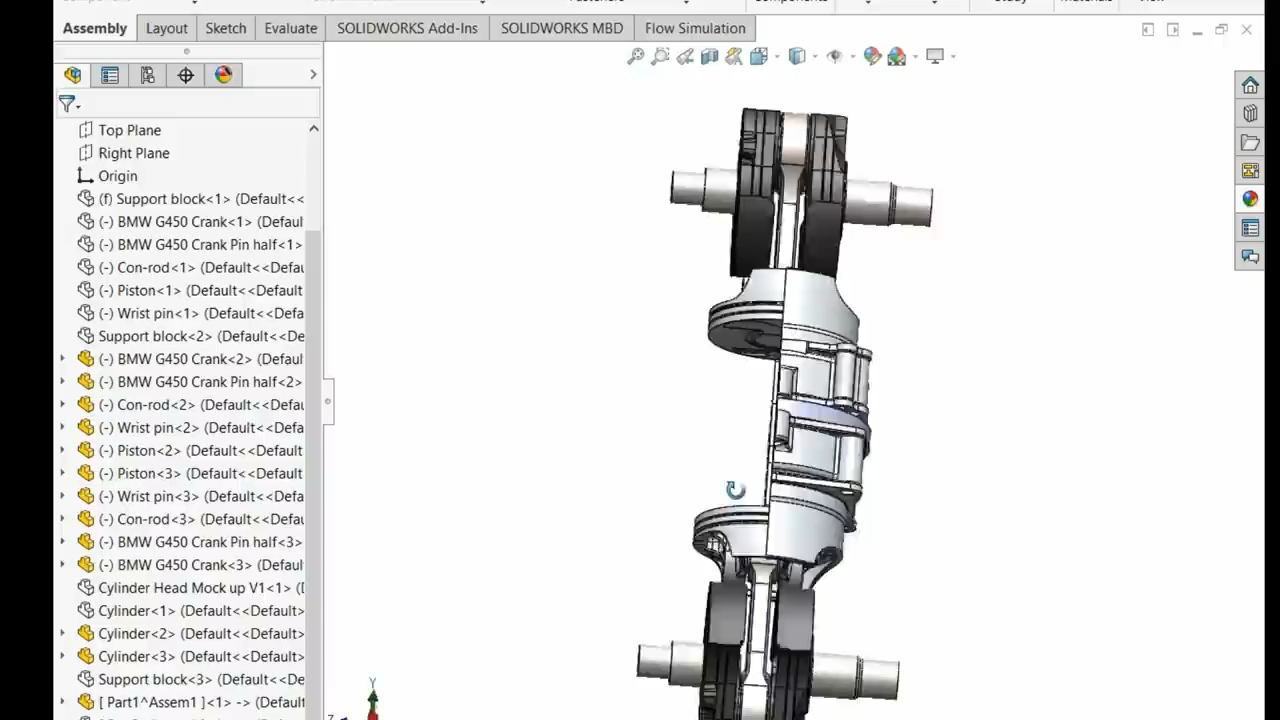 Assembly Layout Sketch Evaluate SOLIDWORKS Add-Ins SOLIDWORKS MBD Flow Simulation
Top Plane
Right Plane
Origin
(f) Support block<1> (Default<<
(-) BMW G450 Crank<1> (Defaul
(-) BMW G450 Crank Pin half<1>
(-) Con-rod<1> (Default<<Defau
(-) Piston<1> (Default<<Default
(-) Wrist pin<1> (Default<<Defa
Support block<2> (Default<<De
(-) BMW G450 Crank<2> (Defaul
(-) BMW G450 Crank Pin half<2>
(-) Con-rod<2> (Default<<Defau
(-) Wrist pin<2> (Default<<Defa
(-) Piston<2> (Default<<Default
(-) Piston<3> (Default<<Default
(-) Wrist pin<3> (Default<<Defa
(-) Con-rod<3> (Default<<Defau
(-) BMW G450 Crank Pin half<3>
(-) BMW G450 Crank<3> (Defaul
Cylinder Head Mock up V1<1> (
Cylinder<1> (Default<<Default>
Cylinder<2> (Default<<Default>
Cylinder<3> (Default<<Default>
Support block<3> (Default<<De
[ Part1^Assem1 ]<1> -> (Default
Y